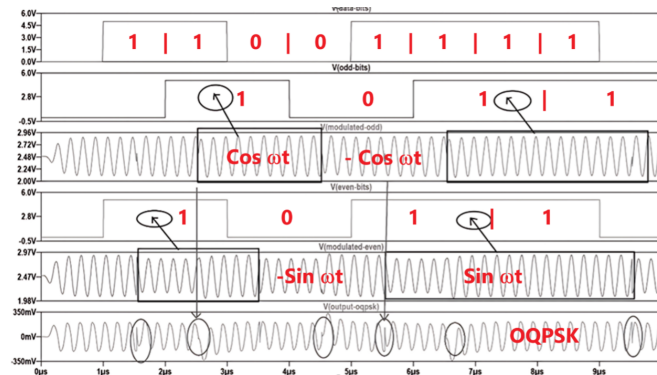 V(data-bits)
6.0V
4.5V
3.0V
1.5V
0.0V
1 | 1 0 | 0 1 | 1 | 1 | 1
V(odd-bits)
6.0V
2.8V
-0.5V
1 0 1 | 1
V(modulated-odd)
2.96V
2.72V
2.48V
2.24V
2.00V
Cos ωt - Cos ωt
V(even-bits)
6.0V
2.8V
-0.5V
1 0 1 | 1
V(modulated-even)
2.97V
2.47V
1.98V
-Sin ωt Sin ωt
V(output-oqpsk)
350mV
0mV
-350mV
OQPSK
0µs 1µs 2µs 3µs 4µs 5µs 6µs 7µs 8µs 9µs